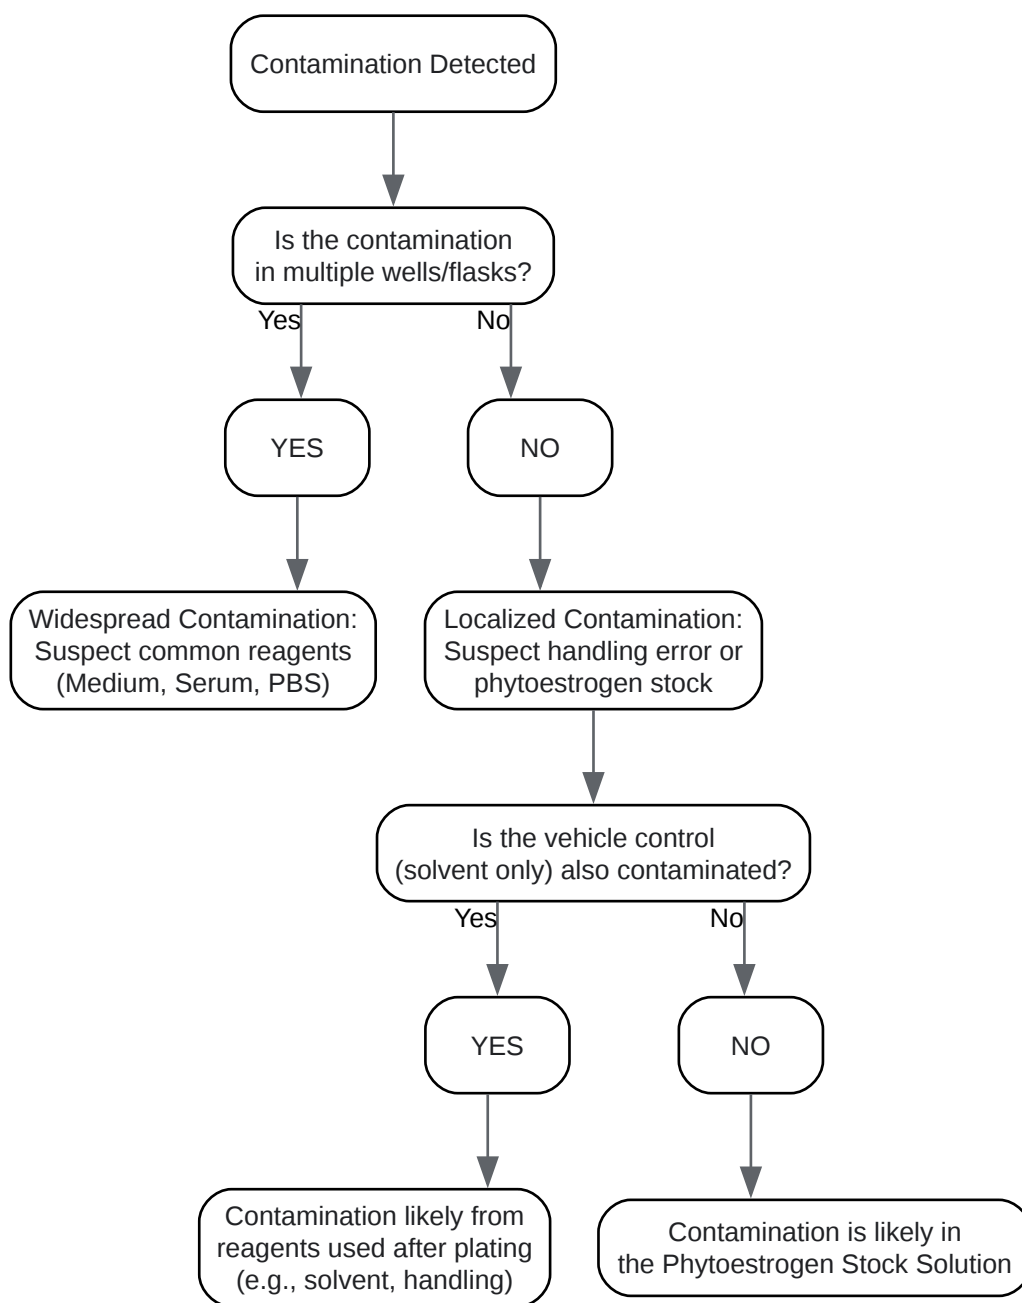 Contamination Detected
Is the contamination
in multiple wells/flasks?
Yes
No
YES
NO
Widespread Contamination:
Suspect common reagents
(Medium, Serum, PBS)
Localized Contamination:
Suspect handling error or
phytoestrogen stock
Is the vehicle control
(solvent only) also contaminated?
Yes
No
YES
NO
Contamination likely from
reagents used after plating
(e.g., solvent, handling)
Contamination is likely in
the Phytoestrogen Stock Solution